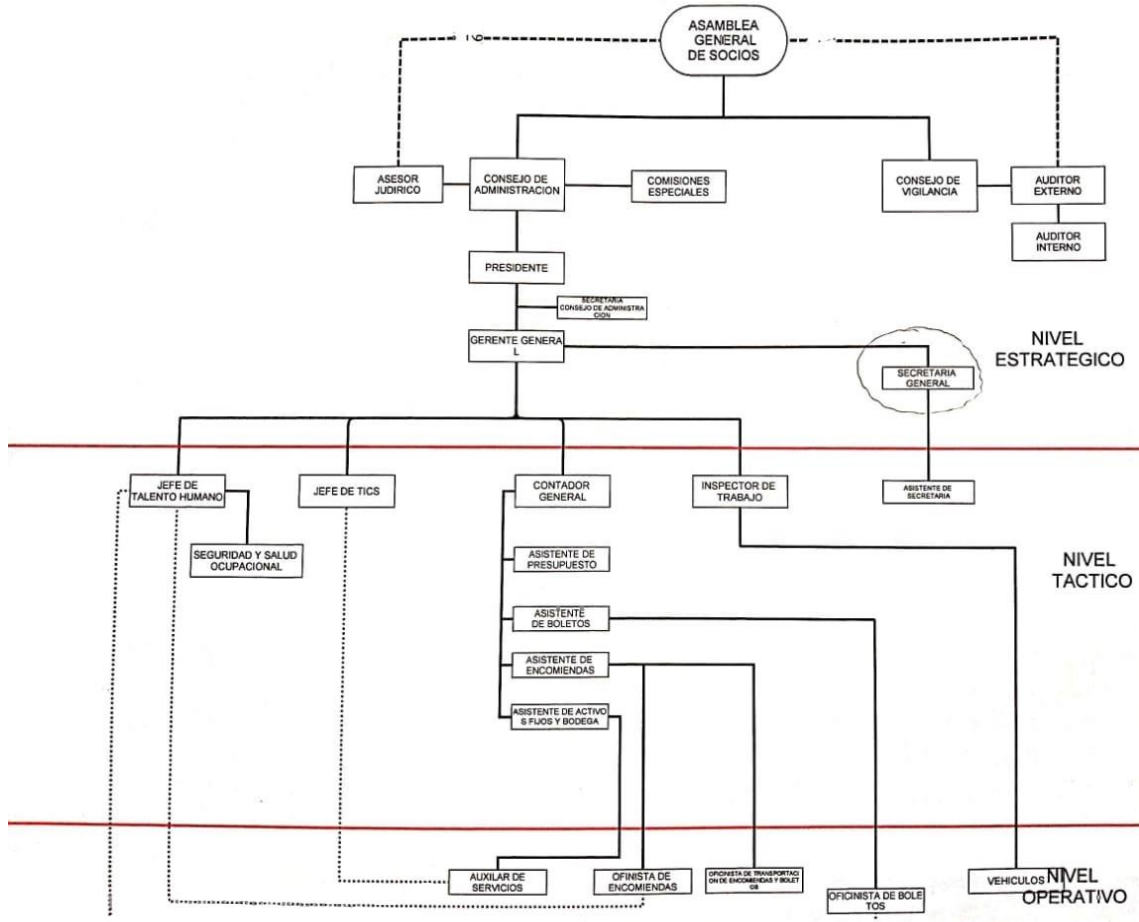 ASAMBLEA
GENERAL
DE SOCIOS
ASESOR
JUDIRICO
CONSEJO DE
ADMINISTRACION
COMISIONES
ESPECIALES
CONSEJO DE
VIGILANCIA
AUDITOR
EXTERNO
AUDITOR
INTERNO
PRESIDENTE
SECRETARIA
CONSEJO DE ADMINISTRA
CION
GERENTE GENERA
L
SECRETARIA
GENERAL
NIVEL
ESTRATEGICO
JEFE DE
TALENTO HUMANO
JEFE DE TICS
CONTADOR
GENERAL
INSPECTOR DE
TRABAJO
ASISTENTE DE
SECRETARIA
SEGURIDAD Y SALUD
OCUPACIONAL
ASISTENTE DE
PRESUPUESTO
NIVEL
TACTICO
ASISTENTE
DE BOLETOS
ASISTENTE DE
ENCOMIENDAS
ASISTENTE DE ACTIVO
S FIJOS Y BODEGA
AUXILAR DE
SERVICIOS
OFINISTA DE
ENCOMIENDAS
OFICINISTA DE TRANSPORTACI
ON DE ENCOMIENDAS Y BOLET
OS
OFICINISTA DE BOLE
TOS
VEHICULOS
NIVEL
OPERATIVO